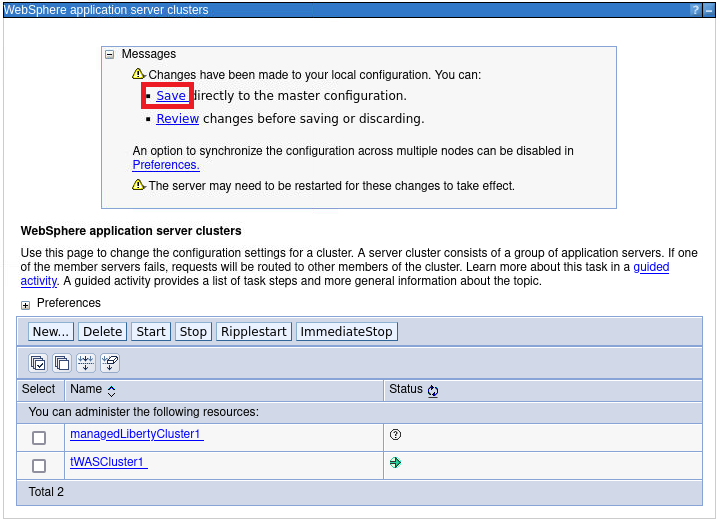 WebSphere application server clusters
? –
Messages
Changes have been made to your local configuration. You can:
Save directly to the master configuration.
Review changes before saving or discarding.
An option to synchronize the configuration across multiple nodes can be disabled in
Preferences.
The server may need to be restarted for these changes to take effect.
WebSphere application server clusters
Use this page to change the configuration settings for a cluster. A server cluster consists of a group of application servers. If one
of the member servers fails, requests will be routed to other members of the cluster. Learn more about this task in a guided
activity. A guided activity provides a list of task steps and more general information about the topic.
Preferences
New... Delete Start Stop Ripplestart ImmediateStop
Select Name Status
You can administer the following resources:
managedLibertyCluster1
tWASCluster1
Total 2